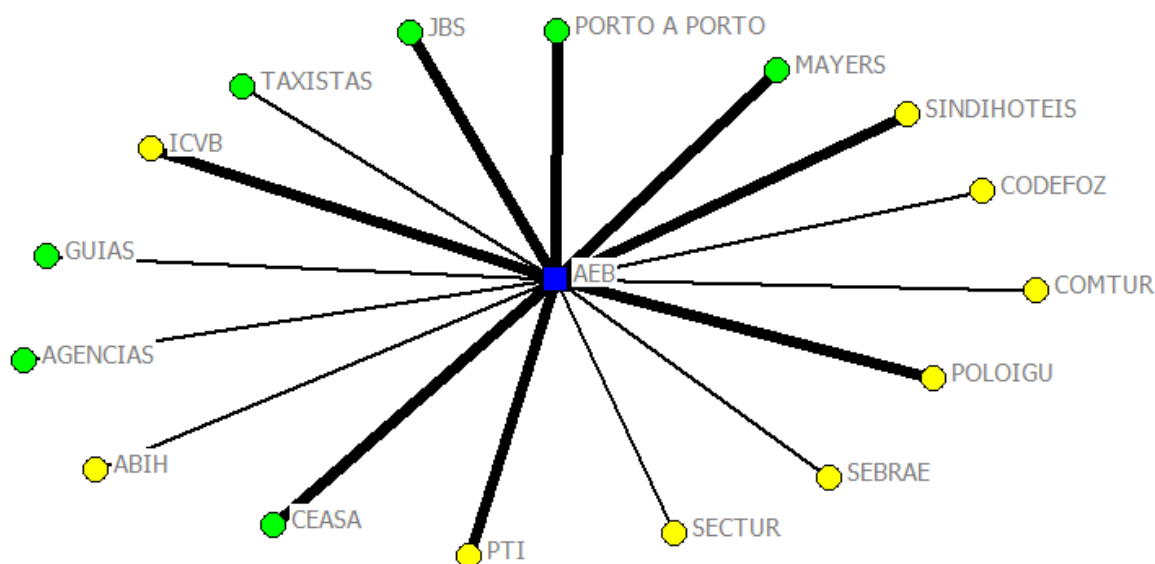 JBS
PORTO A PORTO
MAYERS
TAXISTAS
SINDIHOTEIS
ICVB
CODEFOZ
GUIAS
AEB
COMTUR
AGENCIAS
POLOIGU
ABIH
SEBRAE
CEASA
SECTUR
PTI